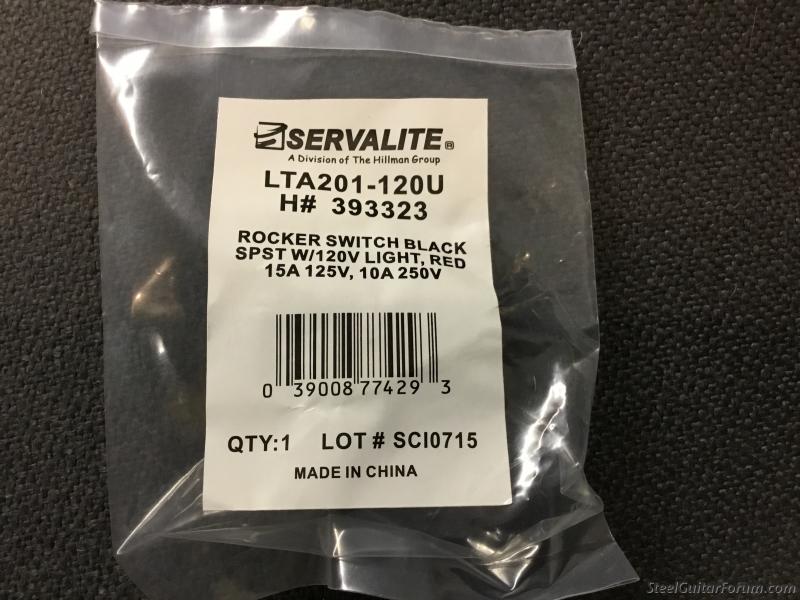 SERVALITE®
A Division of The Hillman Group
LTA201-120U
H# 393323
ROCKER SWITCH BLACK
SPST W/120V LIGHT, RED
15A 125V, 10A 250V
0 39008 77429 3
QTY:1 LOT # SCI0715
MADE IN CHINA
SteelGuitarForum.com